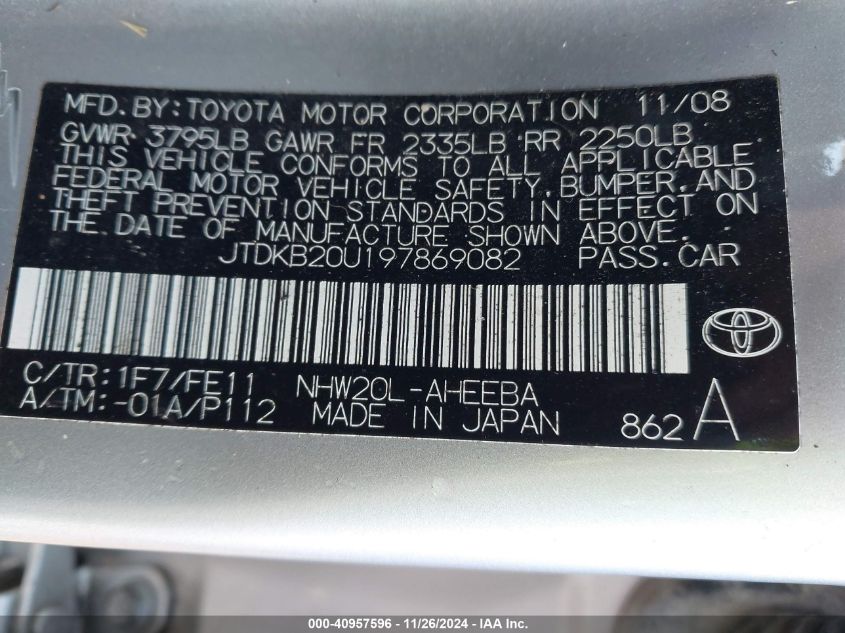 MFD. BY: TOYOTA MOTOR CORPORATION 11/08
GVWR 3795LB GAWR FR 2335LB RR 2250LB
THIS VEHICLE CONFORMS TO ALL APPLICABLE
FEDERAL MOTOR VEHICLE SAFETY, BUMPER, AND
THEFT PREVENTION STANDARDS IN EFFECT ON
THE DATE OF MANUFACTURE SHOWN ABOVE.
JTDKB20U197869082 PASS. CAR
C/TR: 1F7/FE11 NHW20L-AHEEBA
A/TM: -01A/P112 MADE IN JAPAN 862 A
000-40957596 - 11/26/2024 - IAA Inc.